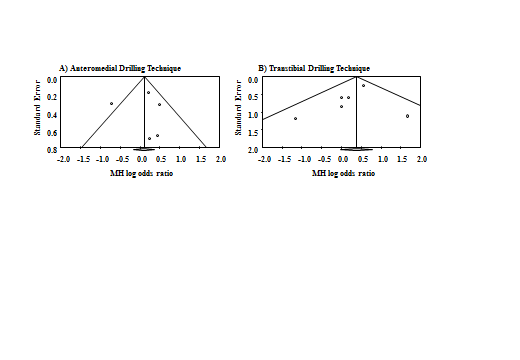 A) Anteromedial Drilling Technique
Standard Error
0.0
0.2
0.4
0.6
0.8
-2.0 -1.5 -1.0 -0.5 0.0 0.5 1.0 1.5 2.0
MH log odds ratio
B) Transtibial Drilling Technique
Standard Error
0.0
0.5
1.0
1.5
2.0
-2.0 -1.5 -1.0 -0.5 0.0 0.5 1.0 1.5 2.0
MH log odds ratio